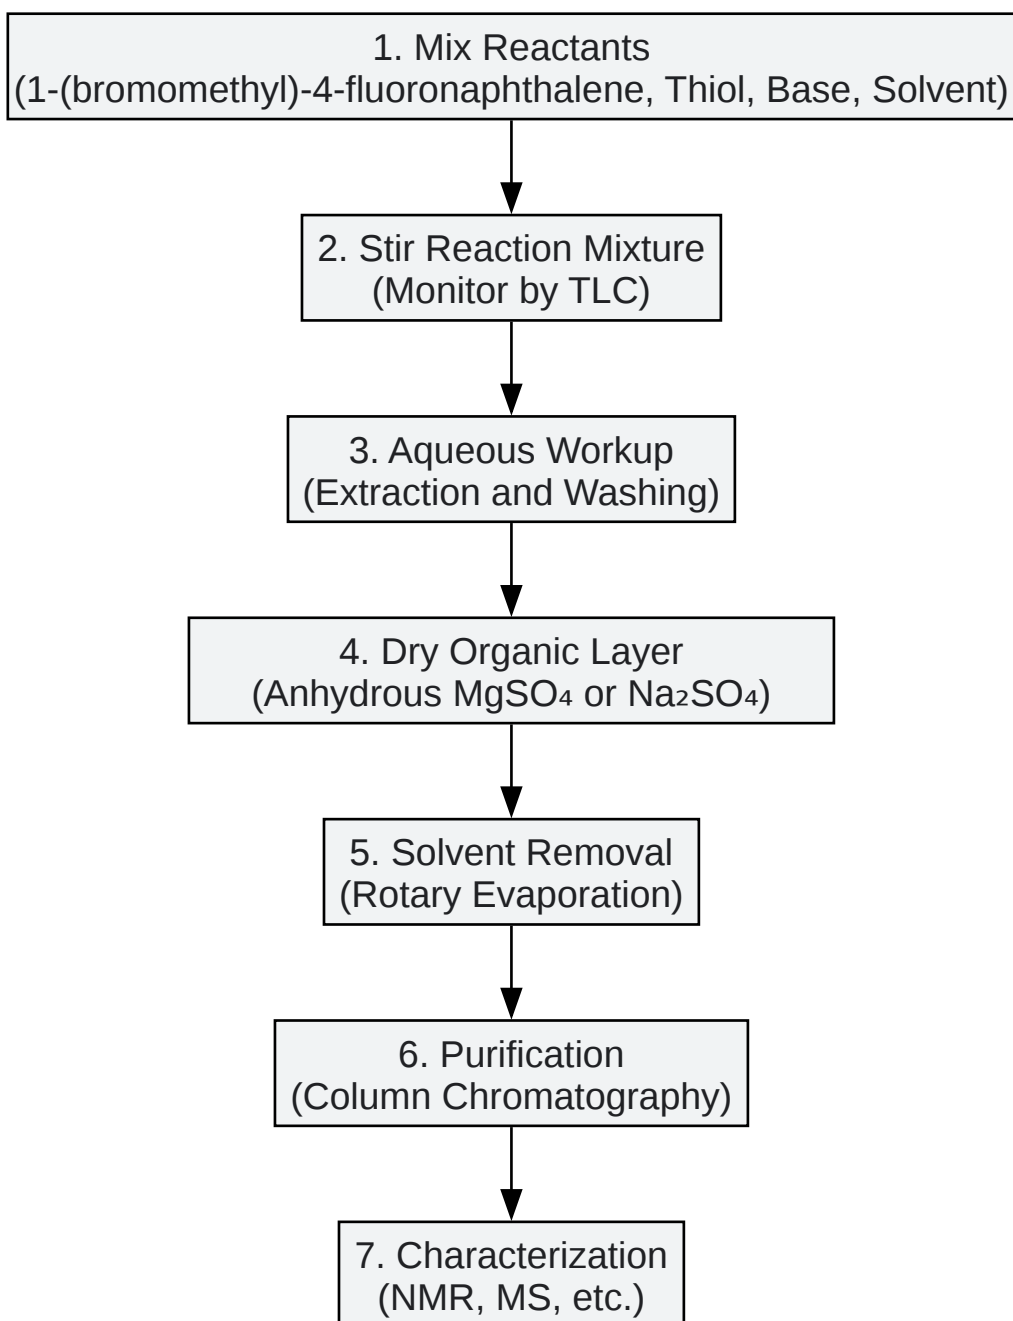 1. Mix Reactants
(1-(bromomethyl)-4-fluoronaphthalene, Thiol, Base, Solvent)
2. Stir Reaction Mixture
(Monitor by TLC)
3. Aqueous Workup
(Extraction and Washing)
4. Dry Organic Layer
(Anhydrous MgSO₄ or Na₂SO₄)
5. Solvent Removal
(Rotary Evaporation)
6. Purification
(Column Chromatography)
7. Characterization
(NMR, MS, etc.)